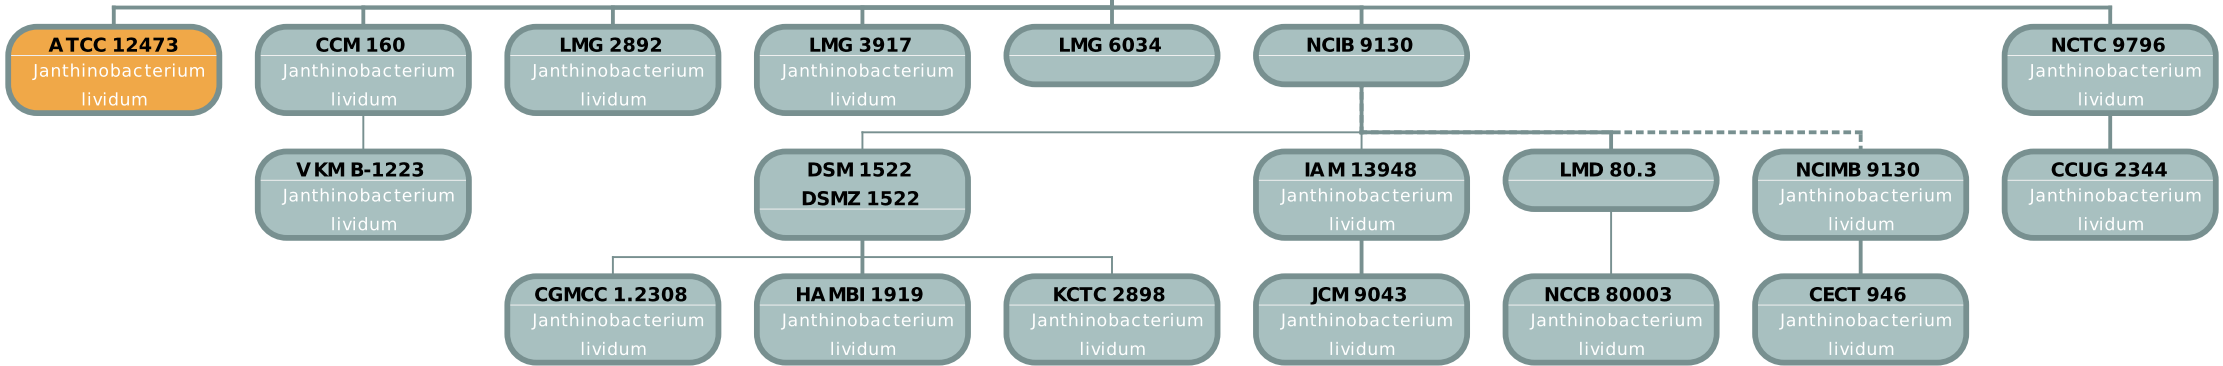 ATCC 12473
Janthinobacterium
lividum
CCM 160
Janthinobacterium
lividum
LMG 2892
Janthinobacterium
lividum
LMG 3917
Janthinobacterium
lividum
LMG 6034
NCIB 9130
NCTC 9796
Janthinobacterium
lividum
VKM B-1223
Janthinobacterium
lividum
DSM 1522
DSMZ 1522
IAM 13948
Janthinobacterium
lividum
LMD 80.3
NCIMB 9130
Janthinobacterium
lividum
CCUG 2344
Janthinobacterium
lividum
CGMCC 1.2308
Janthinobacterium
lividum
HAMBI 1919
Janthinobacterium
lividum
KCTC 2898
Janthinobacterium
lividum
JCM 9043
Janthinobacterium
lividum
NCCB 80003
Janthinobacterium
lividum
CECT 946
Janthinobacterium
lividum